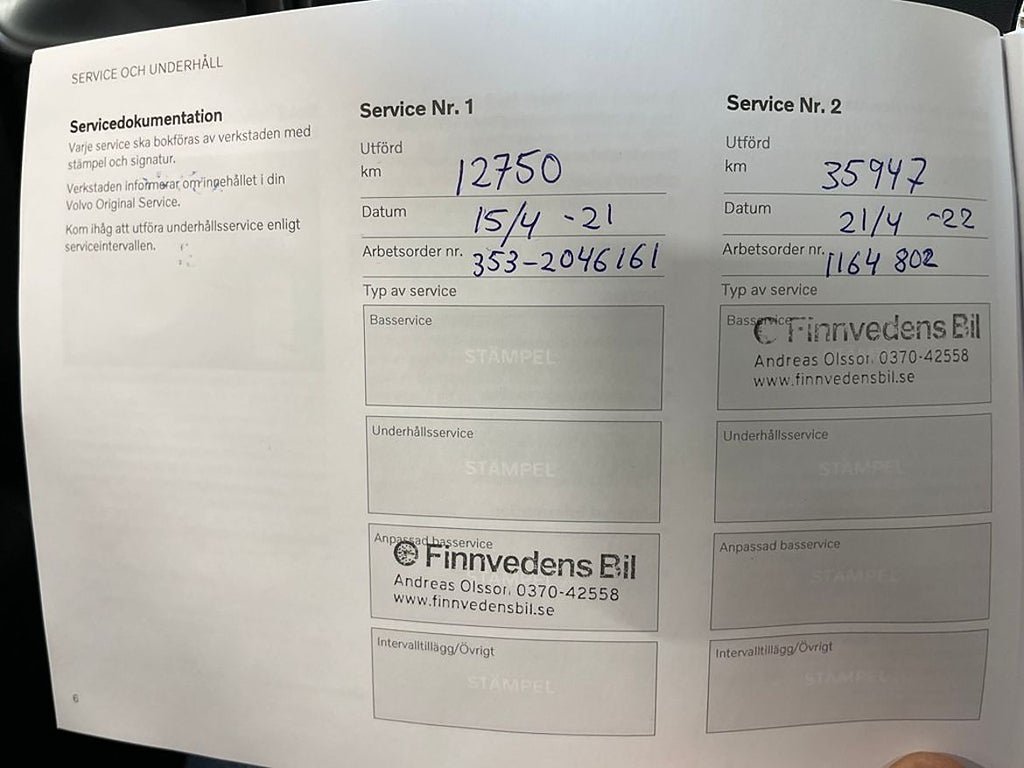 SERVICE OCH UNDERHÅLL
Servicedokumentation
Varje service ska bokföras av verkstaden med
stämpel och signatur.
Verkstaden informerar om innehållet i din
Volvo Original Service.
Kom ihåg att utföra underhållsservice enligt
serviceintervallen.
6
Service Nr. 1
Utförd
km 12750
Datum 15/4 -21
Arbetsorder nr. 353-2046161
Typ av service
Basservice
STÄMPEL
Underhållsservice
STÄMPEL
Anpassad basservice
Finnvedens Bil
Andreas Olsson 0370-42558
www.finnvedensbil.se
Intervalltillägg/Övrigt
STÄMPEL
Service Nr. 2
Utförd
km 35947
Datum 21/4 -22
Arbetsorder nr. 1164 802
Typ av service
Basservice
Finnvedens Bil
Andreas Olsson 0370-42558
www.finnvedensbil.se
Underhållsservice
STÄMPEL
Anpassad basservice
STÄMPEL
Intervalltillägg/Övrigt
STÄMPEL